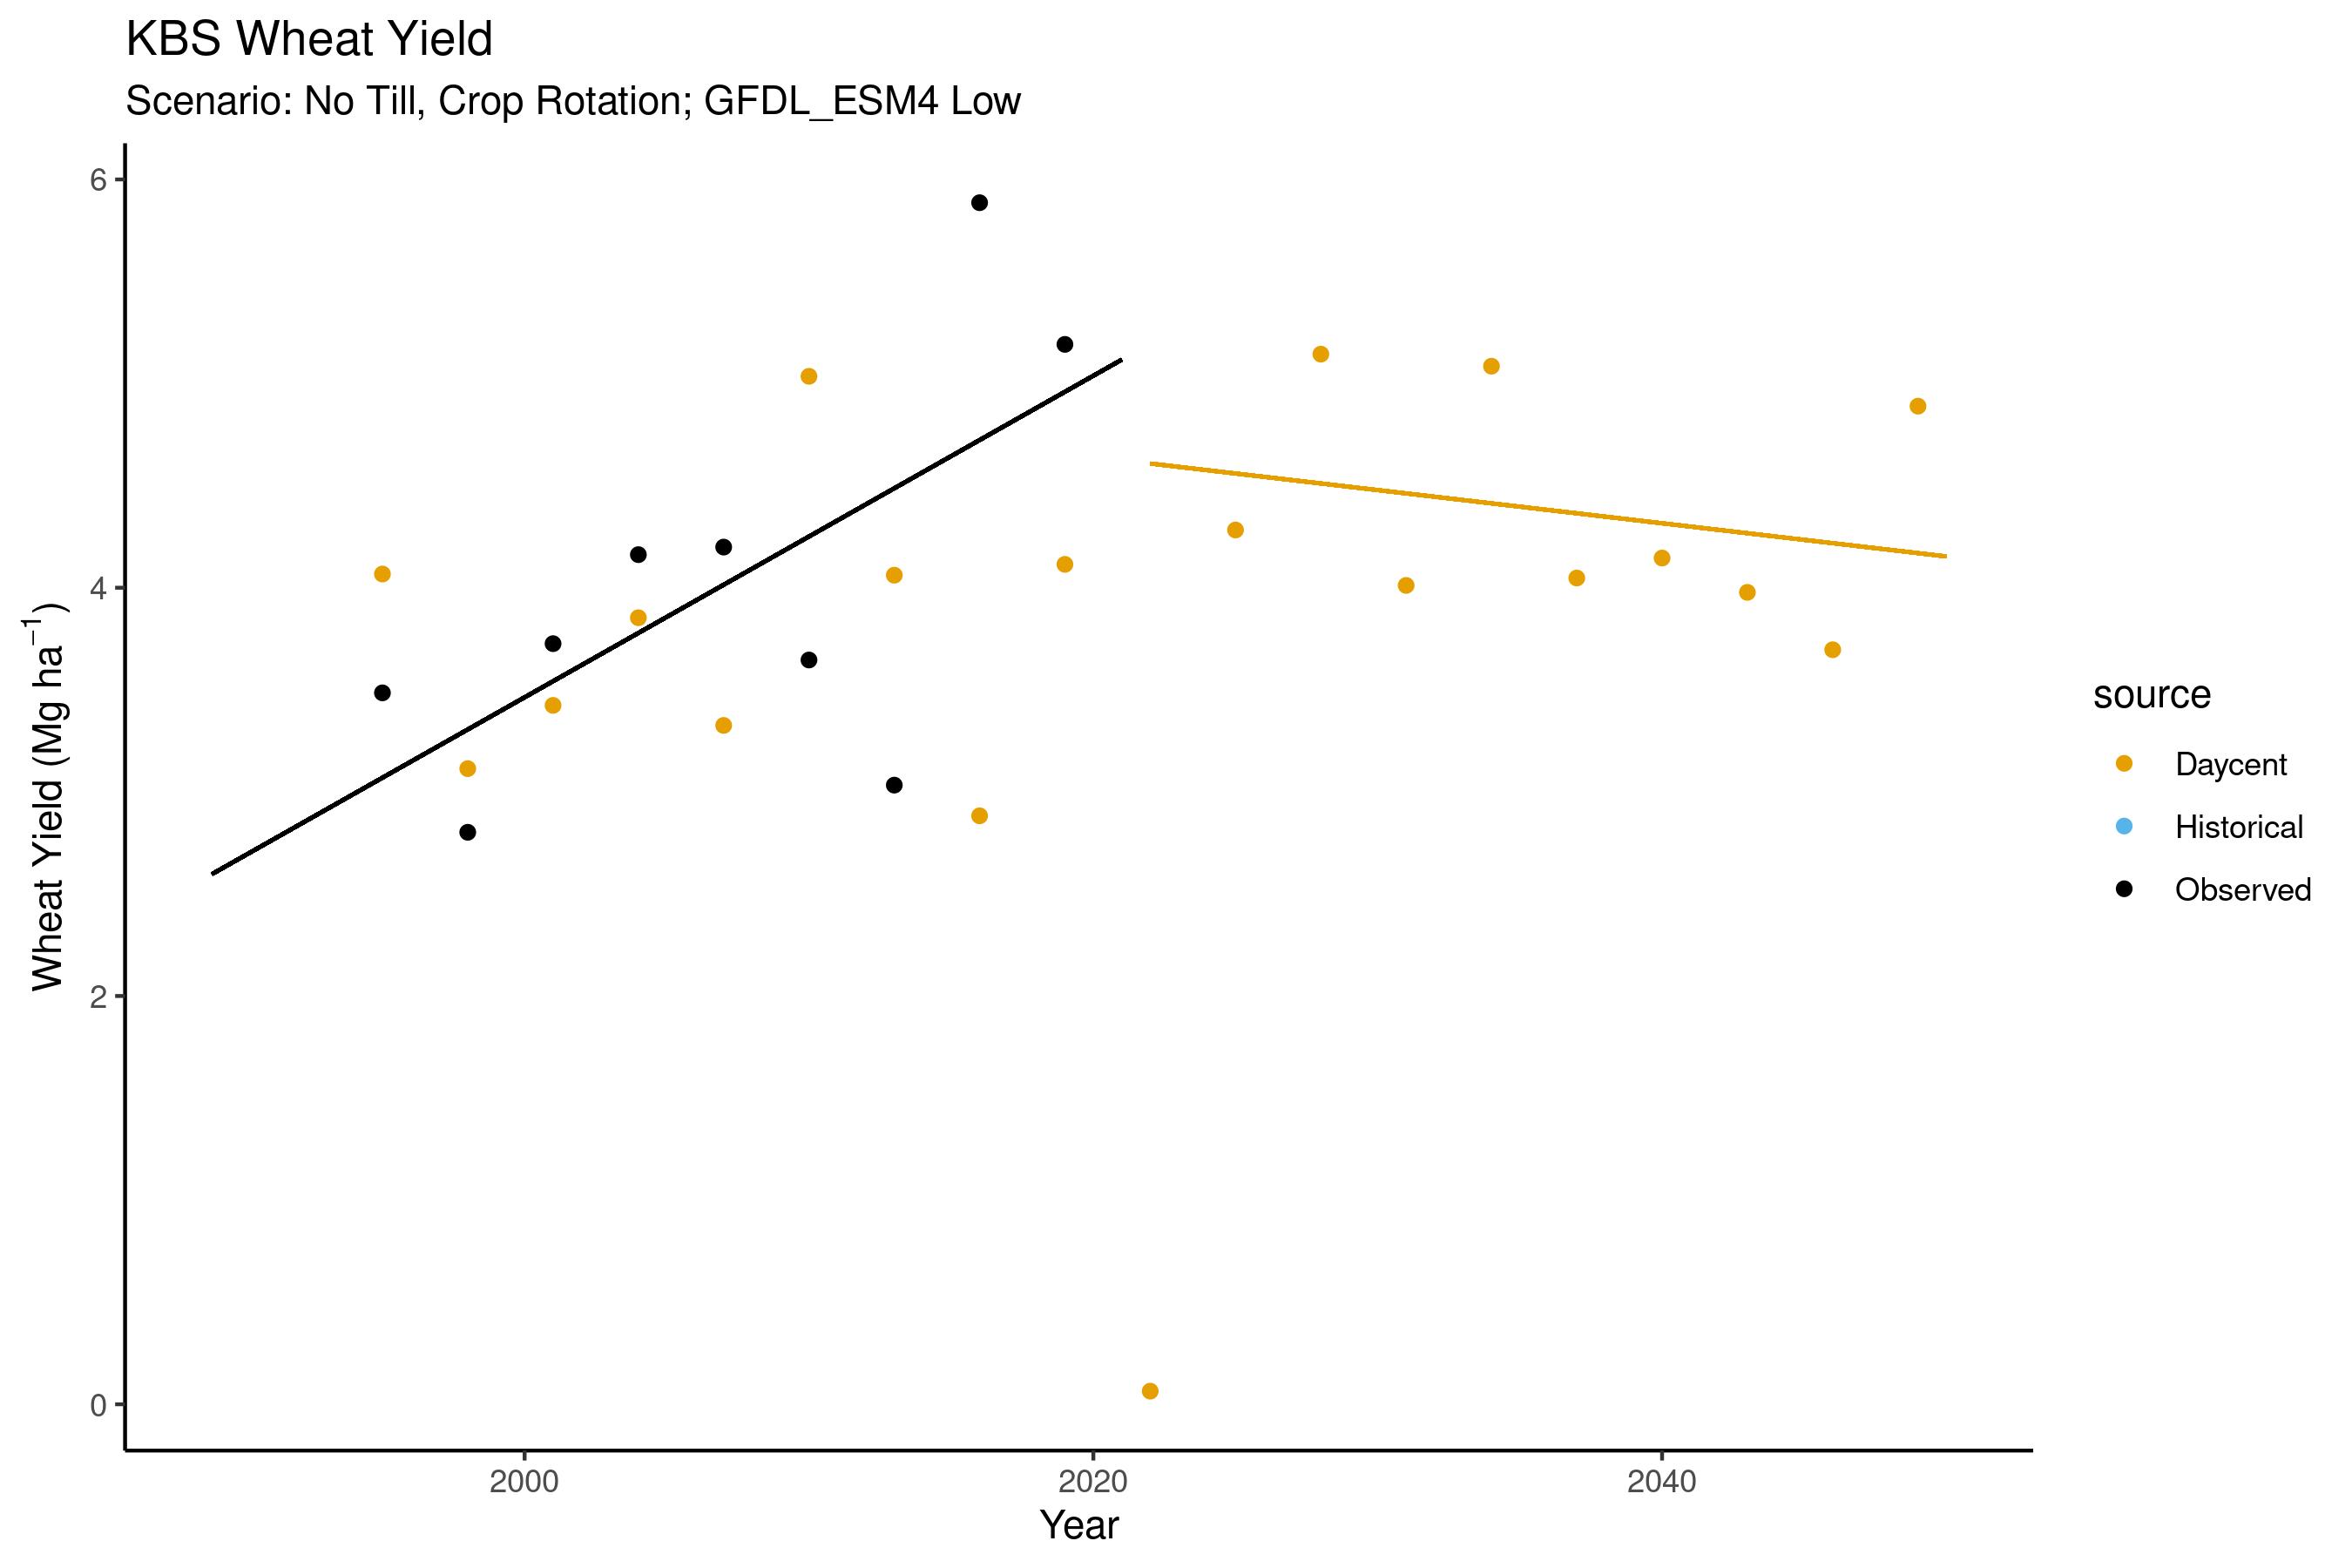 KBS Wheat Yield
Scenario: No Till, Crop Rotation; GFDL_ESM4 Low
6
4
2
0
Wheat Yield (Mg ha⁻¹)
2000 2020 2040
Year
source
Daycent
Historical
Observed